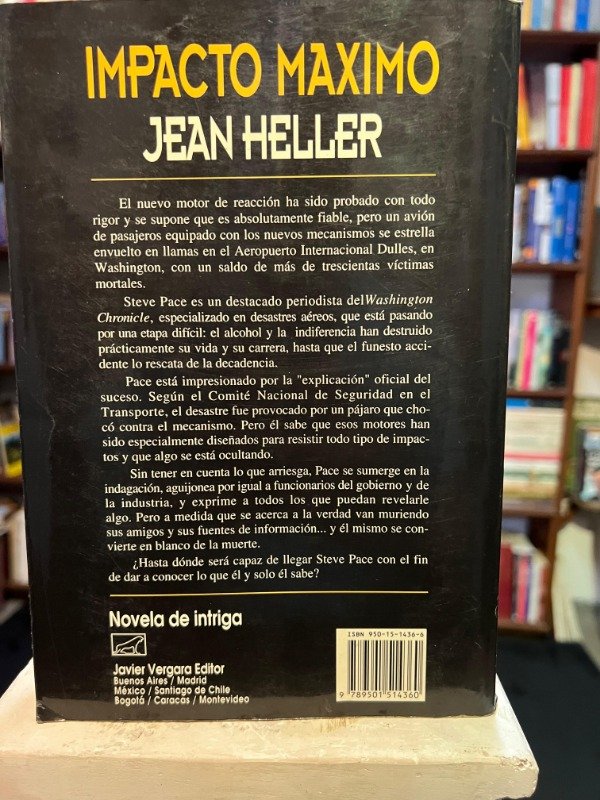 IMPACTO MAXIMO
JEAN HELLER
El nuevo motor de reacción ha sido probado con todo
rigor y se supone que es absolutamente fiable, pero un avión
de pasajeros equipado con los nuevos mecanismos se estrella
envuelto en llamas en el Aeropuerto Internacional Dulles, en
Washington, con un saldo de más de trescientas víctimas
mortales.
Steve Pace es un destacado periodista del Washington
Chronicle, especializado en desastres aéreos, que está pasando
por una etapa difícil: el alcohol y la indiferencia han destruido
prácticamente su vida y su carrera, hasta que el funesto acci-
dente lo rescata de la decadencia.
Pace está impresionado por la "explicación" oficial del
suceso. Según el Comité Nacional de Seguridad en el
Transporte, el desastre fue provocado por un pájaro que cho-
có contra el mecanismo. Pero él sabe que esos motores han
sido especialmente diseñados para resistir todo tipo de impac-
tos y que algo se está ocultando.
Sin tener en cuenta lo que arriesga, Pace se sumerge en la
indagación, aguijonea por igual a funcionarios del gobierno y de
la industria, y exprime a todos los que puedan revelarle
algo. Pero a medida que se acerca a la verdad van muriendo
sus amigos y sus fuentes de información... y él mismo se con-
vierte en blanco de la muerte.
¿Hasta dónde será capaz de llegar Steve Pace con el fin
de dar a conocer lo que él y solo él sabe?
Novela de intriga
Javier Vergara Editor
Buenos Aires / Madrid
México / Santiago de Chile
Bogotá / Caracas / Montevideo
ISBN 950-15-1436-6
9 789501 514360